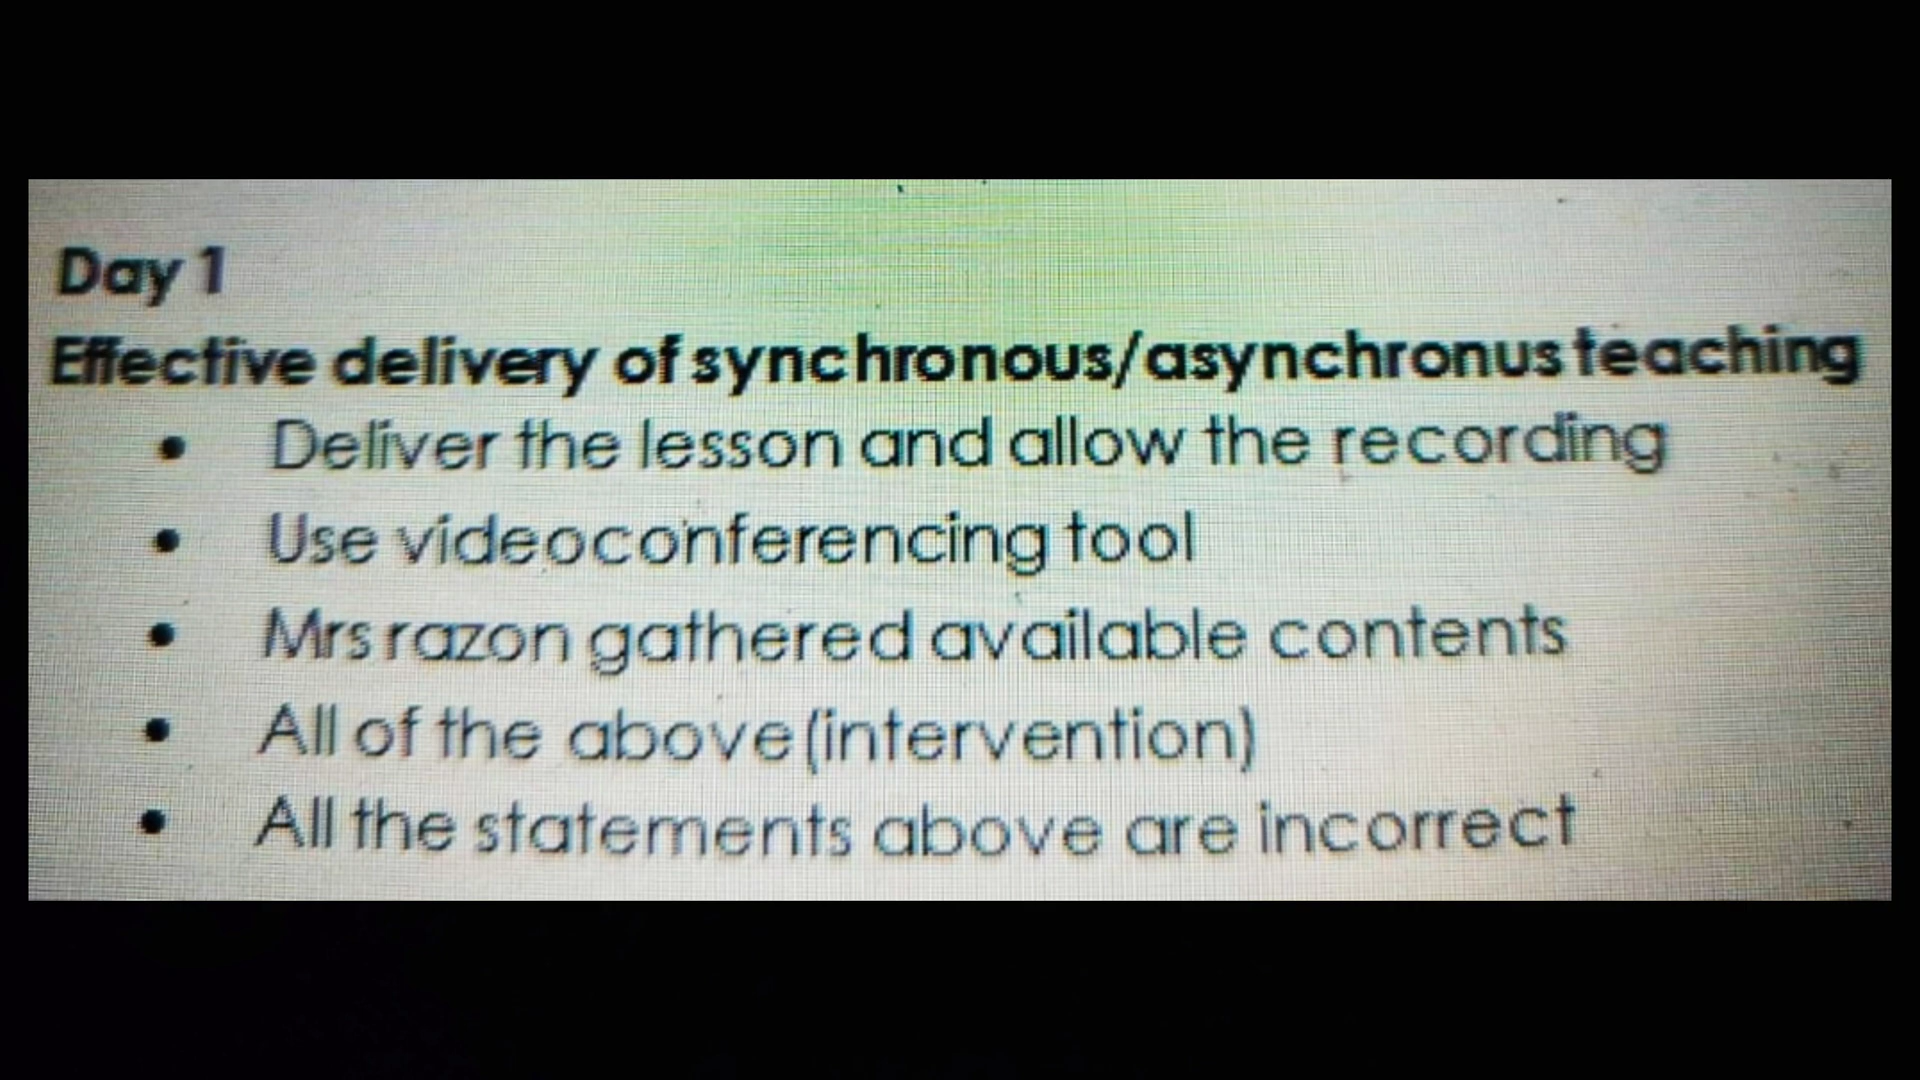 Day 1
Effective delivery of synchronous/asynchronus teaching
• Deliver the lesson and allow the recording
• Use videoconferencing tool
• Mrs razon gathered available contents
• All of the above(intervention)
• All the statements above are incorrect